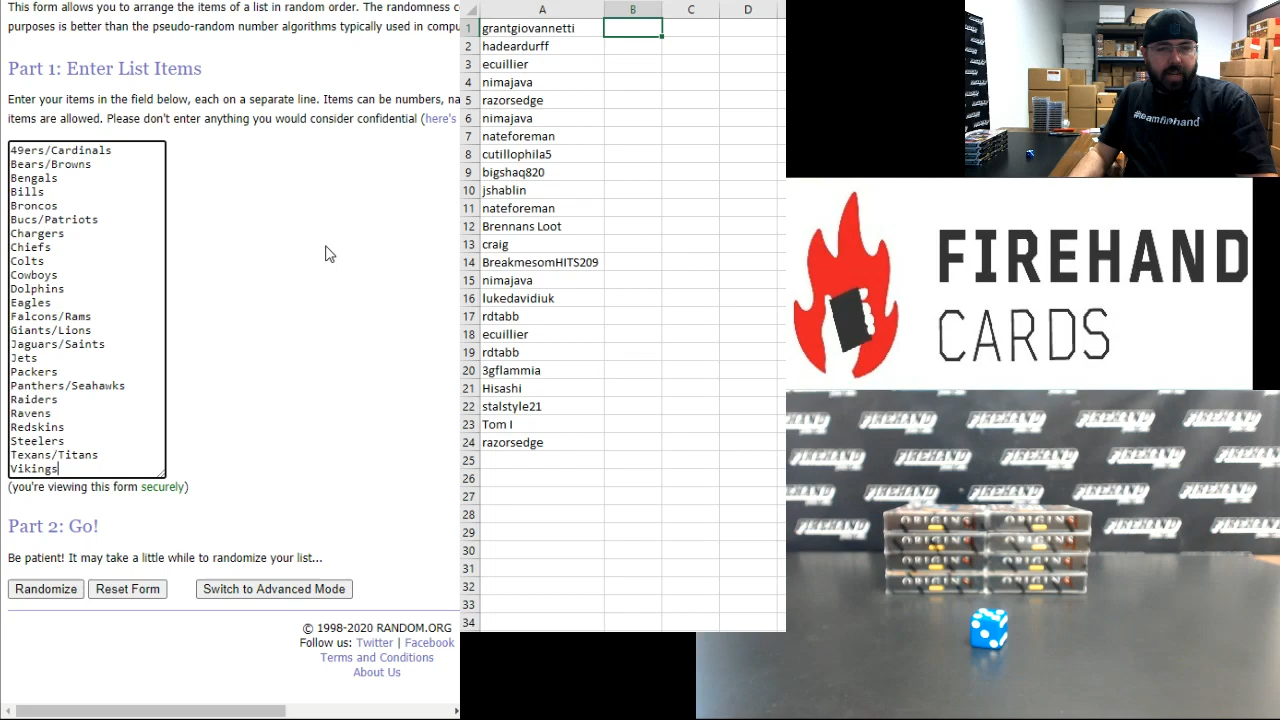 This form allows you to arrange the items of a list in random order. The randomness c
purposes is better than the pseudo-random number algorithms typically used in compu
Part 1: Enter List Items
Enter your items in the field below, each on a separate line. Items can be numbers, na
items are allowed. Please don't enter anything you would consider confidential (here's
49ers/Cardinals
Bears/Browns
Bengals
Bills
Broncos
Bucs/Patriots
Chargers
Chiefs
Colts
Cowboys
Dolphins
Eagles
Falcons/Rams
Giants/Lions
Jaguars/Saints
Jets
Packers
Panthers/Seahawks
Raiders
Ravens
Redskins
Steelers
Texans/Titans
Vikings
(you're viewing this form securely)
Part 2: Go!
Be patient! It may take a little while to randomize your list...
Randomize Reset Form Switch to Advanced Mode
© 1998-2020 RANDOM.ORG
Follow us: Twitter | Facebook
Terms and Conditions
About Us
A B C D
1 grantgiovannetti
2 hadeardurff
3 ecuillier
4 nimajava
5 razorsedge
6 nimajava
7 nateforeman
8 cutillophila5
9 bigshaq820
10 jshablin
11 nateforeman
12 Brennans Loot
13 craig
14 BreakmesomHITS209
15 nimajava
16 lukedavidiuk
17 rdtabb
18 ecuillier
19 rdtabb
20 3gflammia
21 Hisashi
22 stalstyle21
23 Tom I
24 razorsedge
25
26
27
28
29
30
31
32
33
34
#teamfirehand
FIREHAND
CARDS
FIREHAND FIREHAND FIREHAND FIREHAND
ORIGINS ORIGINS
ORIGINS ORIGINS
ORIGINS ORIGINS
ORIGINS ORIGINS